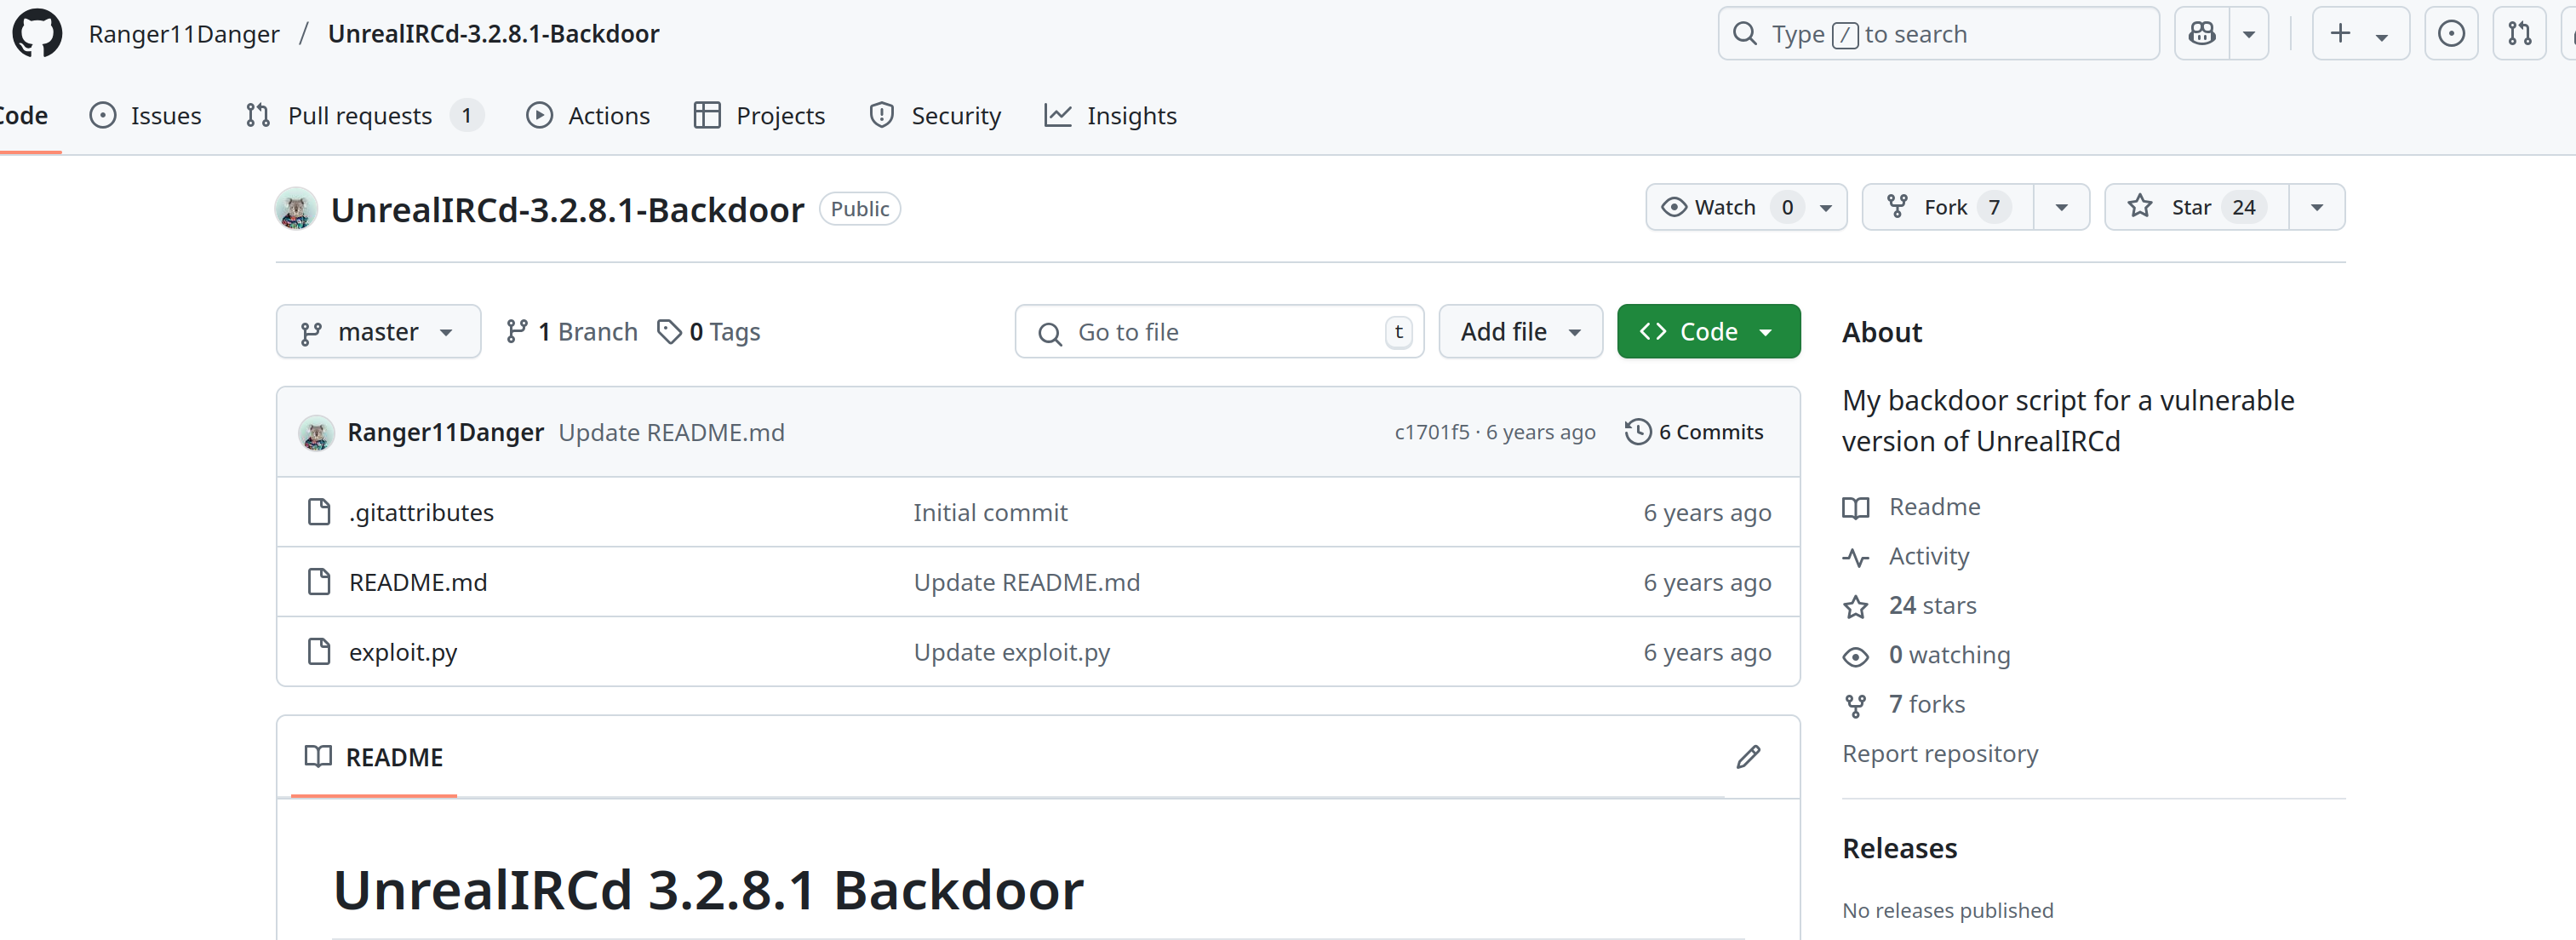 Ranger11Danger / UnrealIRCd-3.2.8.1-Backdoor
Type / to search
Code Issues Pull requests 1 Actions Projects Security Insights
UnrealIRCd-3.2.8.1-Backdoor Public
Watch 0 Fork 7 Star 24
master 1 Branch 0 Tags Go to file t Add file Code
About
My backdoor script for a vulnerable
version of UnrealIRCd
Ranger11Danger Update README.md c1701f5 · 6 years ago 6 Commits
.gitattributes Initial commit 6 years ago
README.md Update README.md 6 years ago
exploit.py Update exploit.py 6 years ago
Readme
Activity
24 stars
0 watching
7 forks
Report repository
README
UnrealIRCd 3.2.8.1 Backdoor
Releases
No releases published